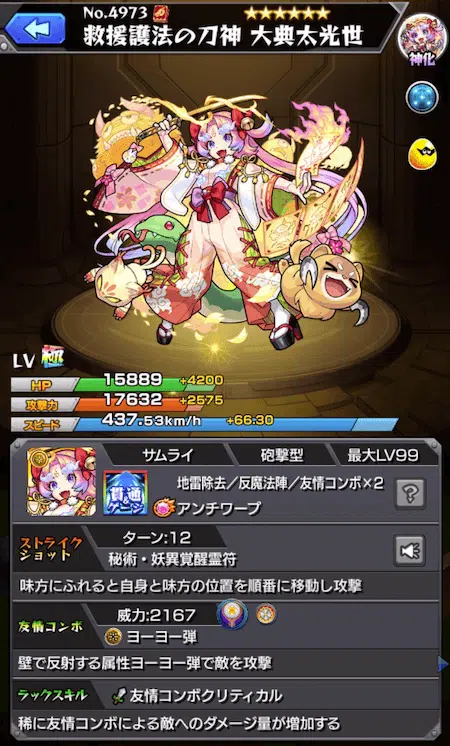 No.4973
★★★★★★
救援護法の刀神 大典太光世
神化
LV 極
HP 15889 +4200
攻撃力 17632 +2575
スピード 437.53km/h +66.30
サムライ 砲撃型 最大LV99
貫通
タイプ
地雷除去／反魔法陣／友情コンボ×2
アンチワープ
?
ストライクショット
ターン:12
秘術・妖異覚醒霊符
味方にふれると自身と味方の位置を順番に移動し攻撃
友情コンボ
威力:2167
ヨーヨー弾
壁で反射する属性ヨーヨー弾で敵を攻撃
ラックスキル
友情コンボクリティカル
稀に友情コンボによる敵へのダメージ量が増加する